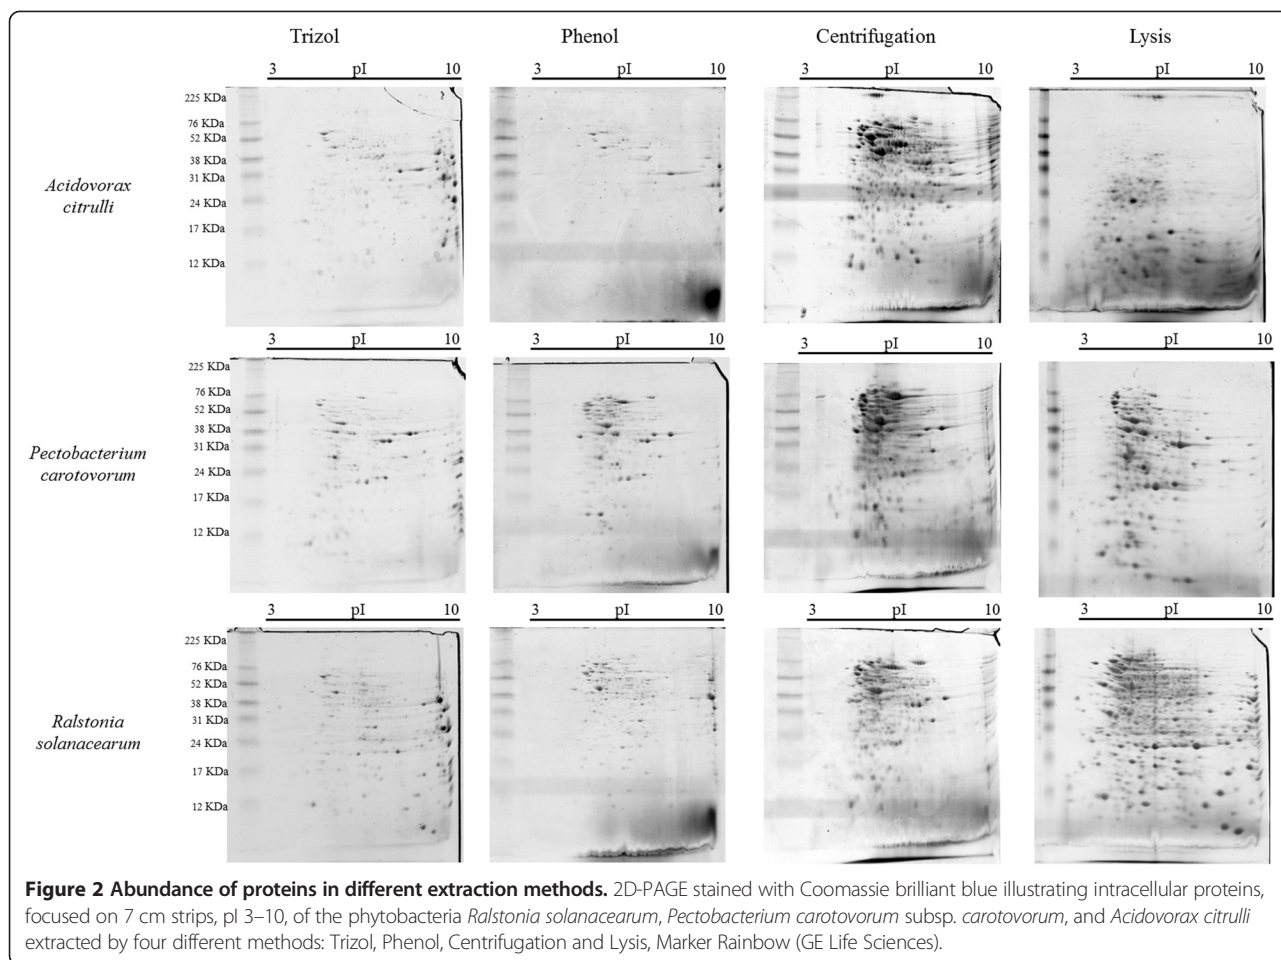 Trizol Phenol Centrifugation Lysis
3 pI 10 3 pI 10 3 pI 10 3 pI 10
225 KDa
76 KDa
52 KDa
38 KDa
31 KDa
24 KDa
17 KDa
12 KDa
Acidovorax
citrulli
3 pI 10 3 pI 10 3 pI 10 3 pI 10
225 KDa
76 KDa
52 KDa
38 KDa
31 KDa
24 KDa
17 KDa
12 KDa
Pectobacterium
carotovorum
3 pI 10 3 pI 10 3 pI 10 3 pI 10
225 KDa
76 KDa
52 KDa
38 KDa
31 KDa
24 KDa
17 KDa
12 KDa
Ralstonia
solanacearum
Figure 2 Abundance of proteins in different extraction methods. 2D-PAGE stained with Coomassie brilliant blue illustrating intracellular proteins,
focused on 7 cm strips, pI 3–10, of the phytobacteria Ralstonia solanacearum, Pectobacterium carotovorum subsp. carotovorum, and Acidovorax citrulli
extracted by four different methods: Trizol, Phenol, Centrifugation and Lysis, Marker Rainbow (GE Life Sciences).